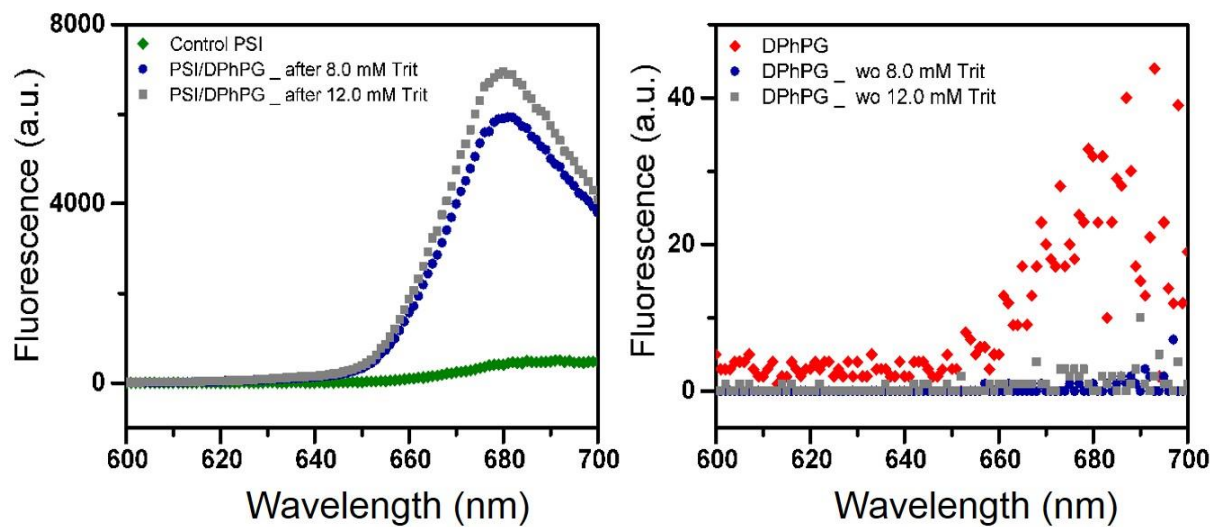 8000
4000
0
Fluorescence (a.u.)
Control PSI
PSI/DPhPG _ after 8.0 mM Trit
PSI/DPhPG _ after 12.0 mM Trit
600 620 640 660 680 700
Wavelength (nm)
40
20
0
Fluorescence (a.u.)
DPhPG
DPhPG _ wo 8.0 mM Trit
DPhPG _ wo 12.0 mM Trit
600 620 640 660 680 700
Wavelength (nm)